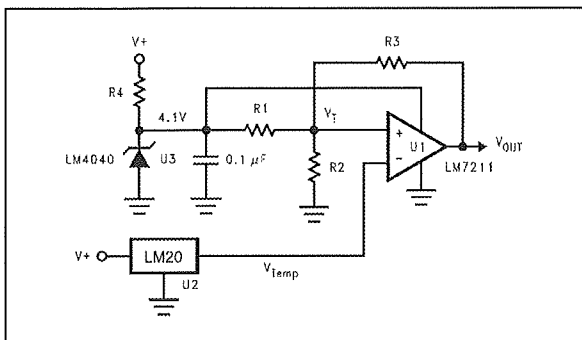 V+
R3
R4
4.1V
R1
VT
U1
VOUT
LM4040
U3
0.1 μF
R2
LM7211
+
-
V+
LM20
VTemp
U2